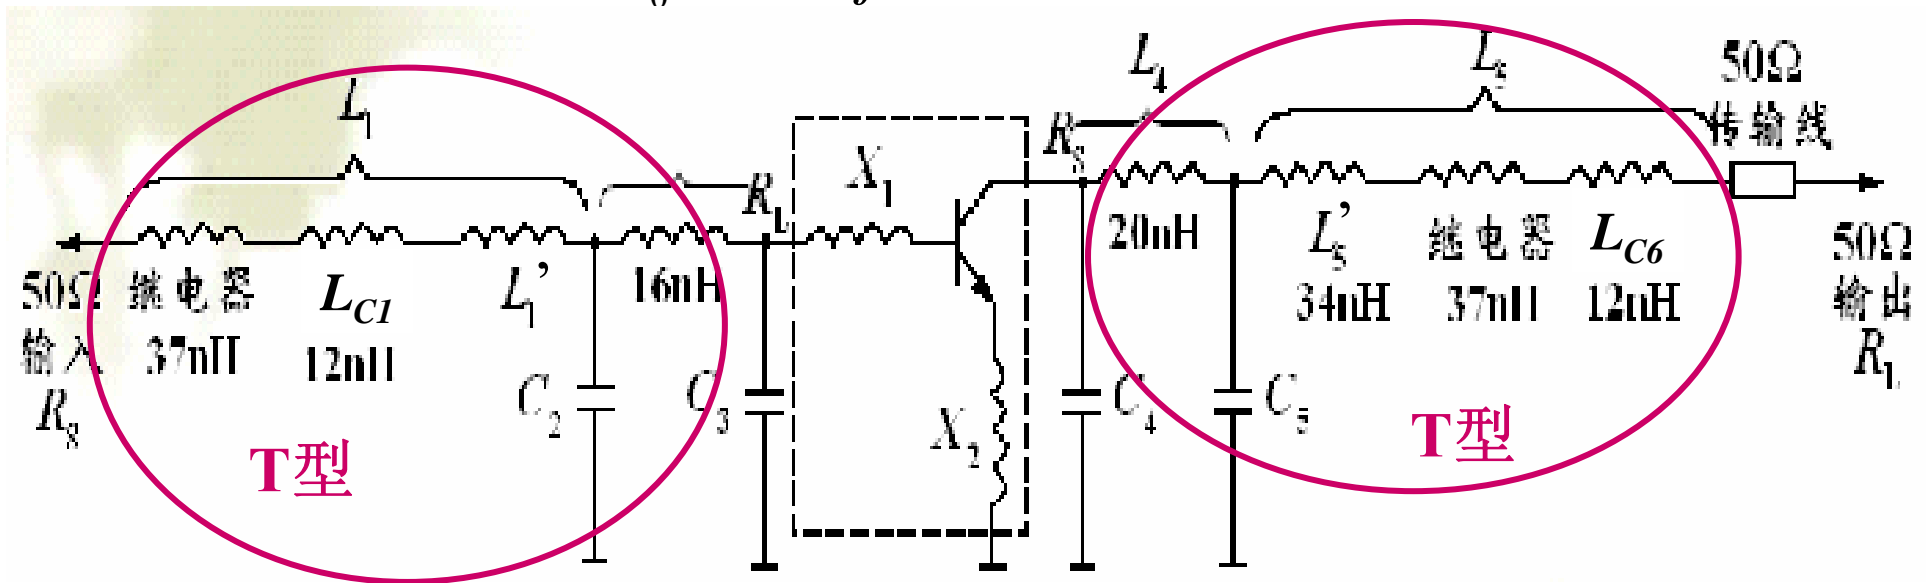 L4
L5
50Ω
传输线
L1
RS
X1
RL
20nH
L5’
继电器
LC6
50Ω
输出
RL
34nH
37nH
12nH
50Ω
输入
RS
继电器
LC1
L1’
16nH
37nH
12nH
C2
C3
X2
C4
C5
T型
T型